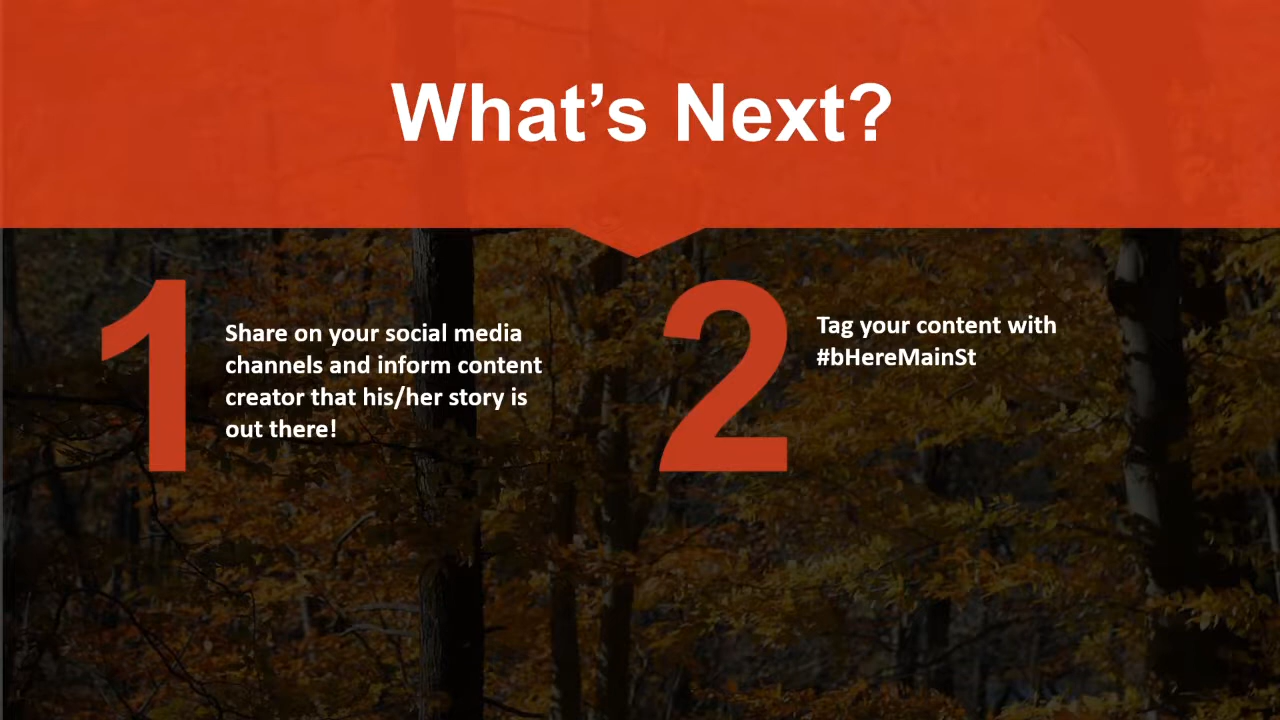 What’s Next?
1
Share on your social media
channels and inform content
creator that his/her story is
out there!
2
Tag your content with
#bHereMainSt